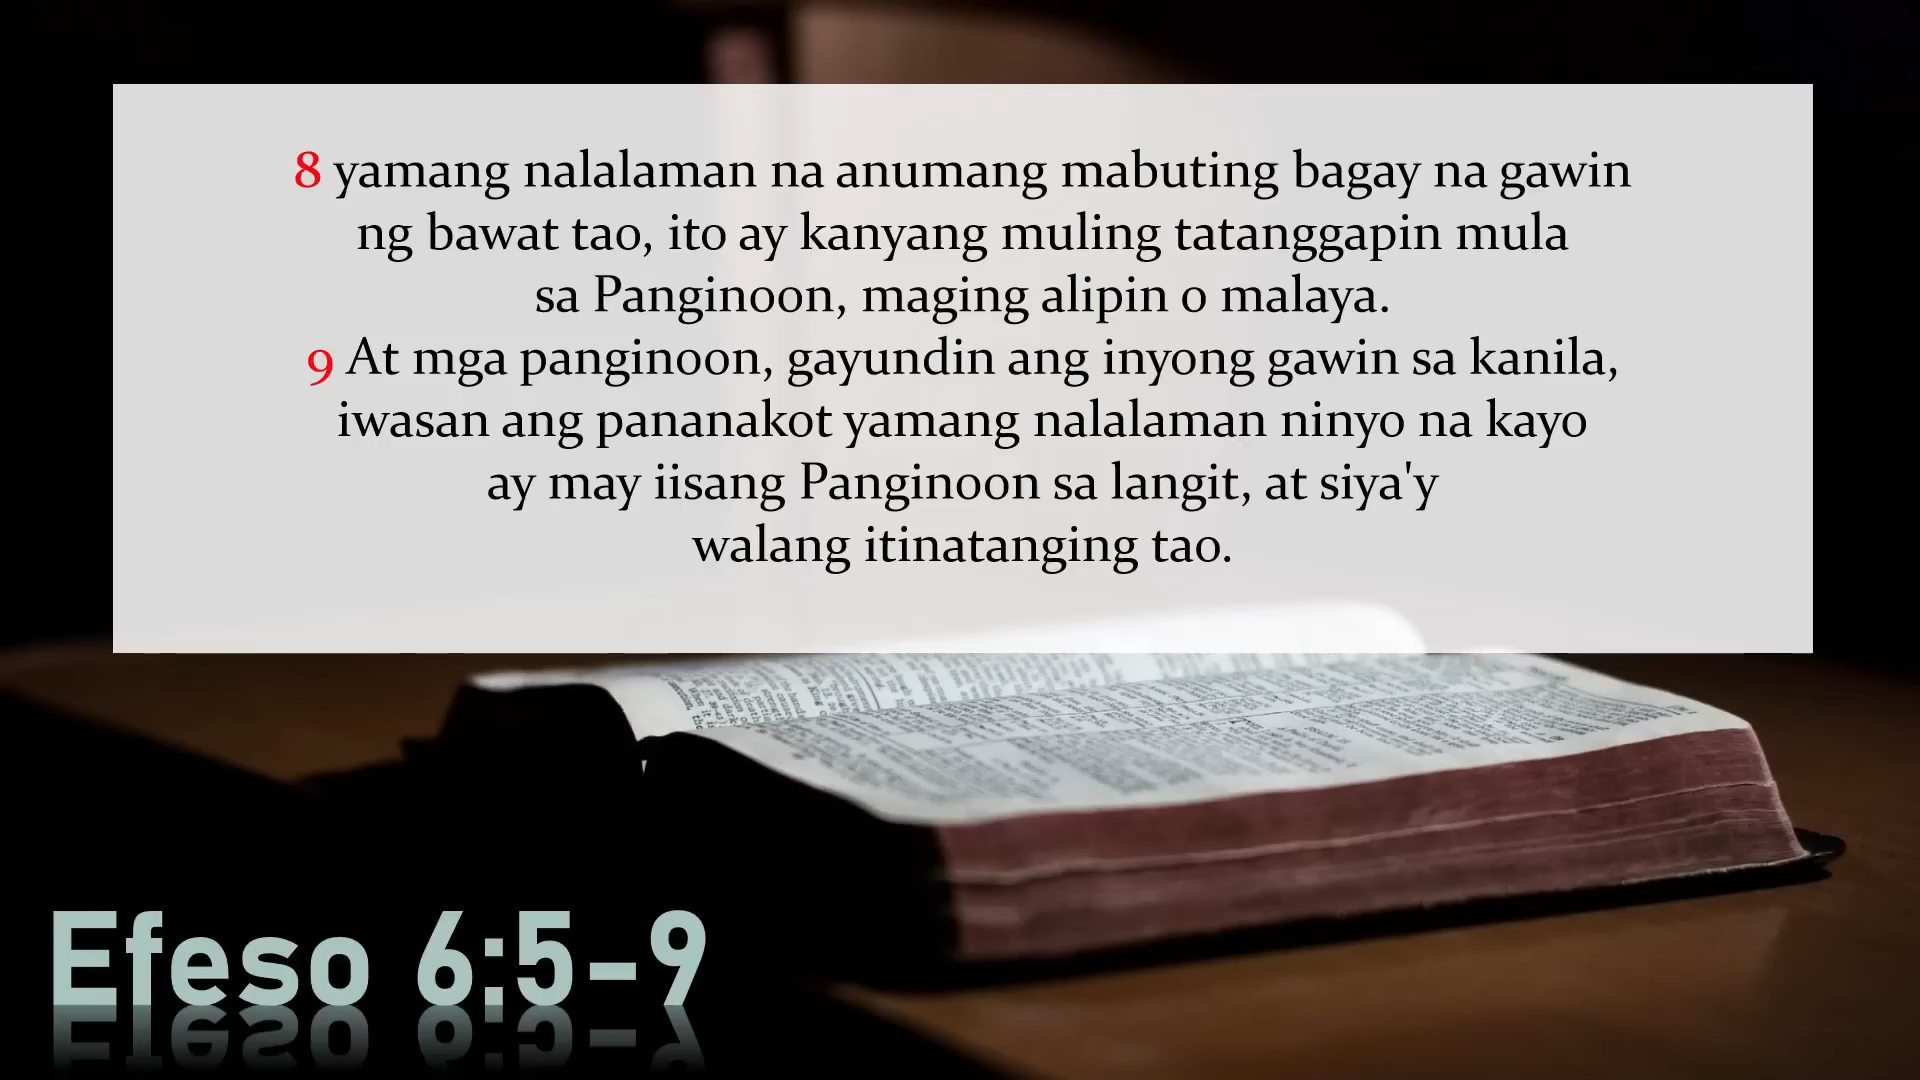 8 yamang nalalaman na anumang mabuting bagay na gawin
ng bawat tao, ito ay kanyang muling tatanggapin mula
sa Panginoon, maging alipin o malaya.
9 At mga panginoon, gayundin ang inyong gawin sa kanila,
iwasan ang pananakot yamang nalalaman ninyo na kayo
ay may iisang Panginoon sa langit, at siya'y
walang itinatanging tao.
Efeso 6:5-9